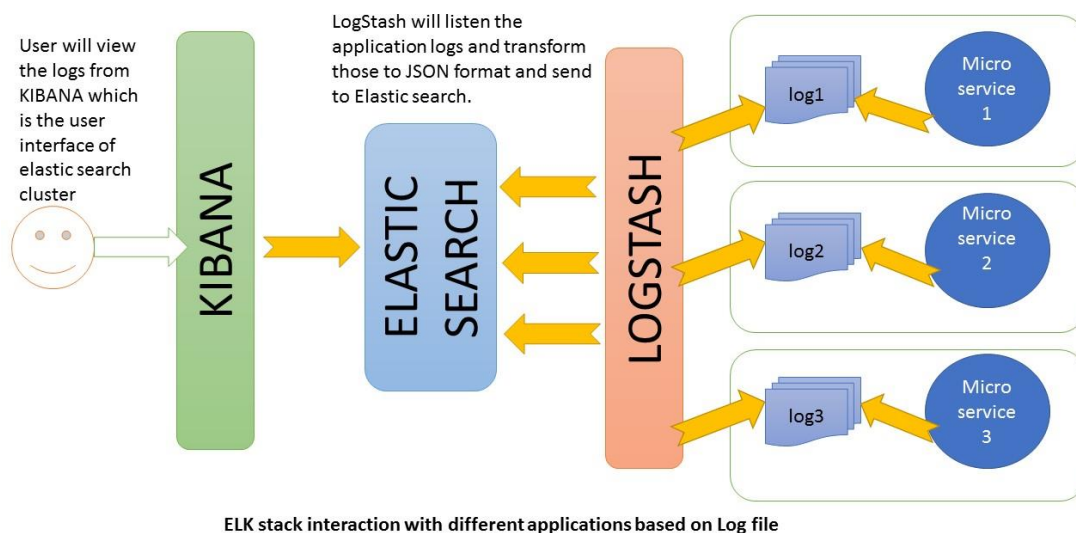 User will view
the logs from
KIBANA which
is the user
interface of
elastic search
cluster
LogStash will listen the
application logs and transform
those to JSON format and send
to Elastic search.
KIBANA
ELASTIC
SEARCH
LOGSTASH
log1
Micro
service
1
log2
Micro
service
2
log3
Micro
service
3
ELK stack interaction with different applications based on Log file